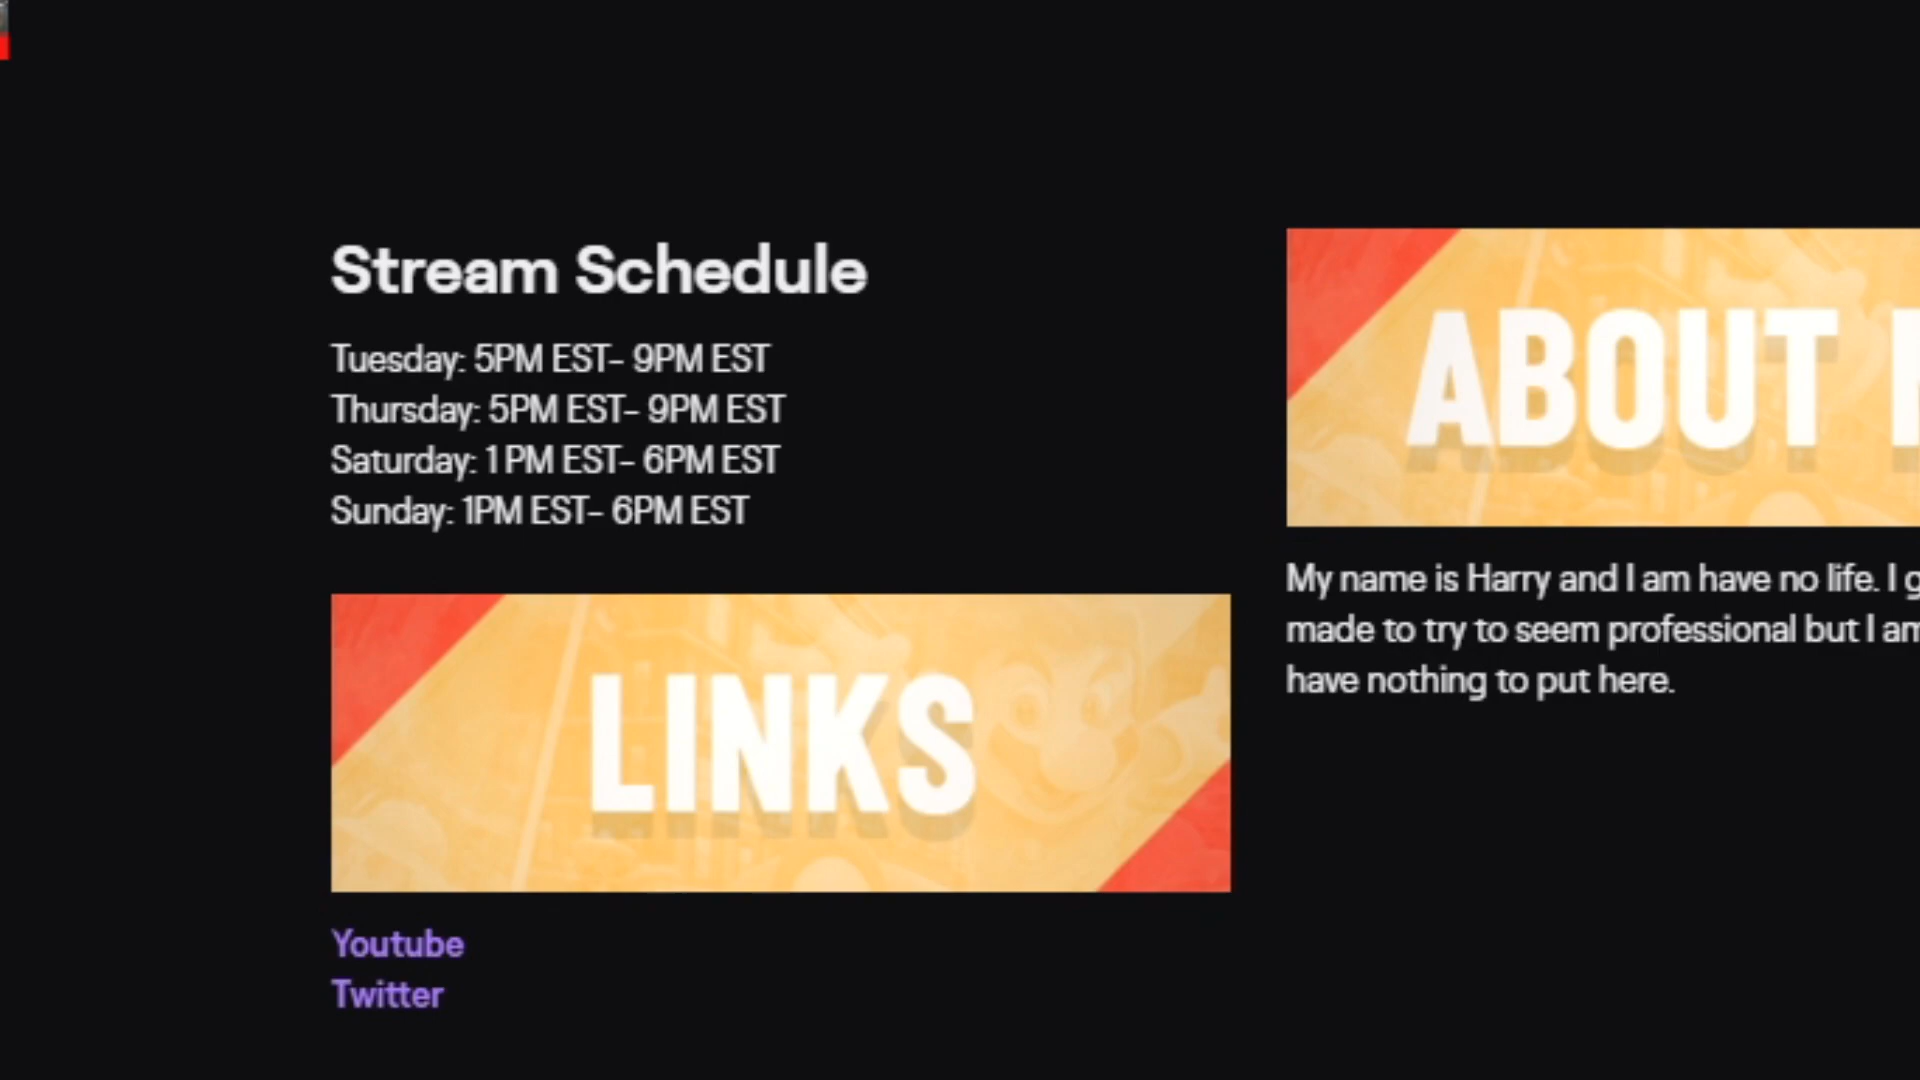 Stream Schedule
Tuesday: 5PM EST- 9PM EST
Thursday: 5PM EST- 9PM EST
Saturday: 1PM EST- 6PM EST
Sunday: 1PM EST- 6PM EST
LINKS
Youtube
Twitter
ABOUT
My name is Harry and I am have no life. I
made to try to seem professional but I am
have nothing to put here.